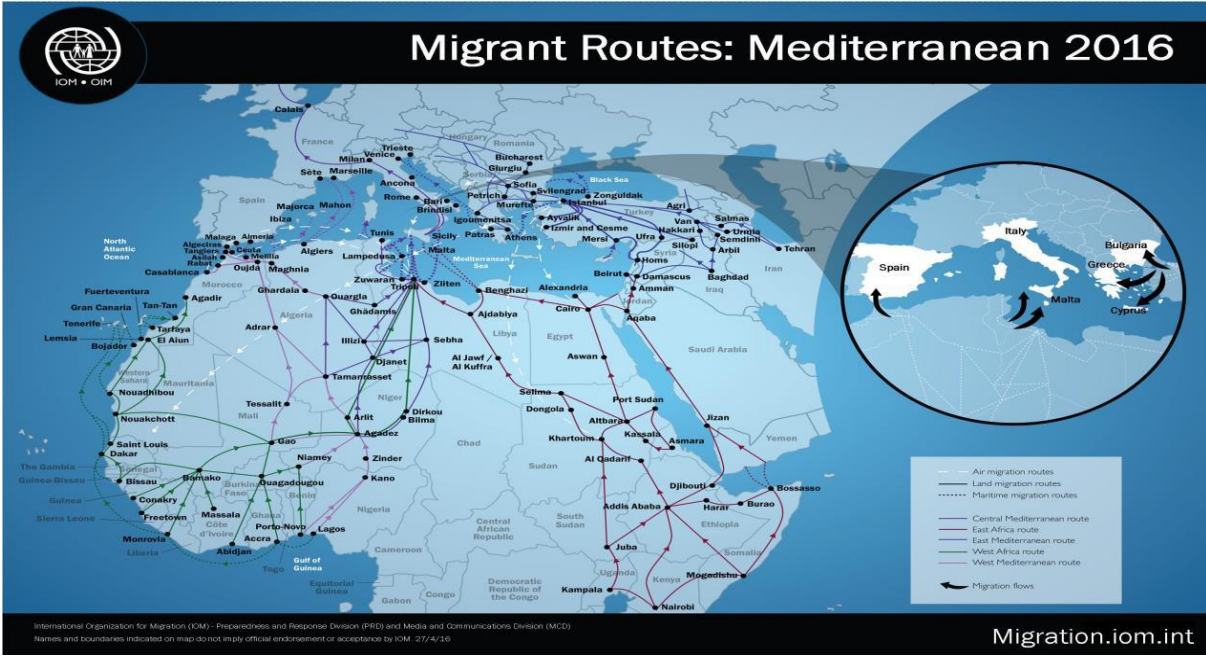 IOM • OIM
Migrant Routes: Mediterranean 2016
Calais
France
Hungary
Romania
Trieste
Venice
Milan
Bucharest
Giurgiu
Serbia
Sète
Marseille
Ancona
Sofia
Svilengrad
Black Sea
Zonguldak
Spain
Majorca
Mahon
Rome
Bari
Brindisi
Petrich
Murefte
Istanbul
Agri
Ibiza
Igoumenitsa
Ayvalik
Turkey
Van
Salmas
Malaga
Almeria
Patras
Athens
Izmir and Cesme
Hakkari
Urmia
Algeciras
Tangiers
Ceuta
Asilah
Melilla
Rabat
Oujda
Maghnia
Casablanca
North
Atlantic
Ocean
Algiers
Tunis
Sicily
Mersi
Ufra
Silopi
Semdinli
Lampedusa
Malta
Syria
Arbil
Tehran
Mediterranean
Sea
Homs
Baghdad
Iran
Zuwaran
Tripoli
Zliten
Beirut
Damascus
Iraq
Morocco
Ghardaia
Ouargla
Benghazi
Alexandria
Amman
Jordan
Fuerteventura
Tan-Tan
Agadir
Gran Canaria
Ghādamis
Ajdabiya
Cairo
Aqaba
Tenerife
Tarfaya
Algeria
Adrar
Libya
Egypt
Lemsia
El Aiun
Bojador
Illizi
Sebha
Saudi Arabia
Western
Sahara
Mauritania
Djanet
Al Jawf /
Al Kuffra
Aswan
Nouadhibou
Tamanrasset
Niger
Selima
Port Sudan
Tessalit
Mali
Dirkou
Bilma
Dongola
Nouakchott
Arlit
Altbara
Jizan
Gao
Agadez
Chad
Khartoum
Kassala
Asmara
Yemen
Saint Louis
Dakar
Niamey
Zinder
Sudan
Al Qadarif
The Gambia
Senegal
Guinea-Bissau
Bissau
Bamako
Burkina
Faso
Ouagadougou
Kano
Djibouti
Bossasso
Guinea
Conakry
Benin
Nigeria
Harar
Burao
Sierra Leone
Freetown
Massala
Ghana
Côte
d'Ivoire
Porto-Novo
Lagos
Addis Ababa
Ethiopia
Monrovia
Liberia
Abidjan
Accra
Togo
Gulf of
Guinea
Cameroon
Central
African
Republic
South
Sudan
Juba
Somalia
Equitorial
Guinea
Gabon
Congo
Democratic
Republic of
the Congo
Uganda
Kampala
Kenya
Mogadishu
Nairobi
Italy
Spain
Bulgaria
Greece
Malta
Cyprus
Air migration routes
Land migration routes
Maritime migration routes
Central Mediterranean route
East Africa route
East Mediterranean route
West Africa route
West Mediterranean route
Migration flows
International Organization for Migration (IOM) - Preparedness and Response Division (PRD) and Media and Communications Division (MCD)
Names and boundaries indicated on map do not imply official endorsement or acceptance by IOM. 27/4/16
Migration.iom.int